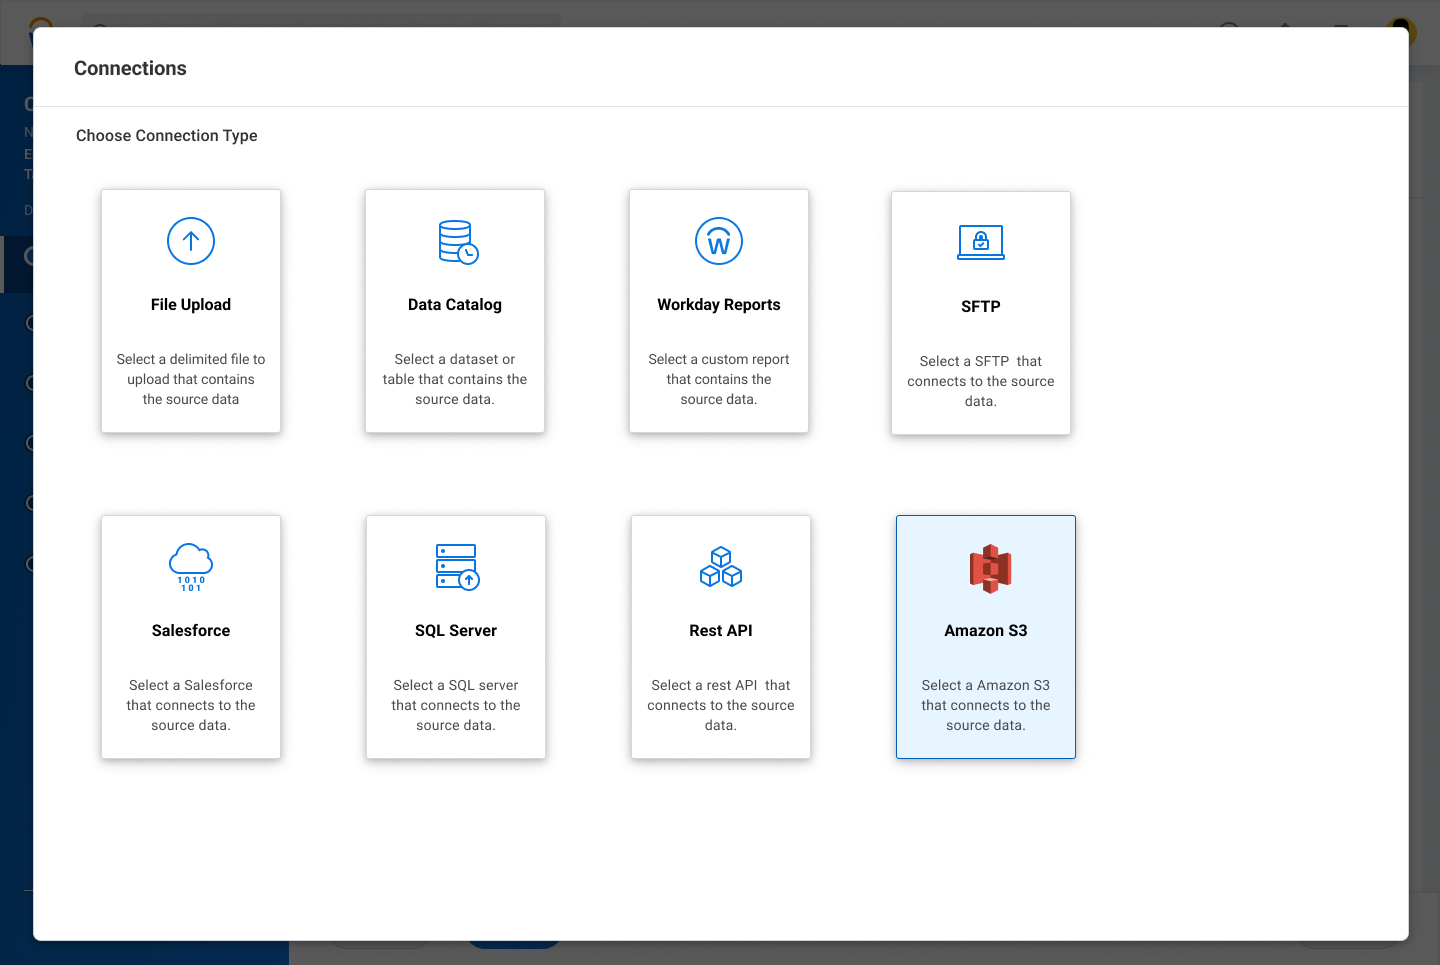 Connections
Choose Connection Type
File Upload
Select a delimited file to
upload that contains
the source data
Data Catalog
Select a dataset or
table that contains the
source data.
W
Workday Reports
Select a custom report
that contains the
source data.
SFTP
Select a SFTP  that
connects to the source
data.
1010
101
Salesforce
Select a Salesforce
that connects to the
source data.
SQL Server
Select a SQL server
that connects to the
source data.
Rest API
Select a rest API  that
connects to the source
data.
Amazon S3
Select a Amazon S3
that connects to the
source data.